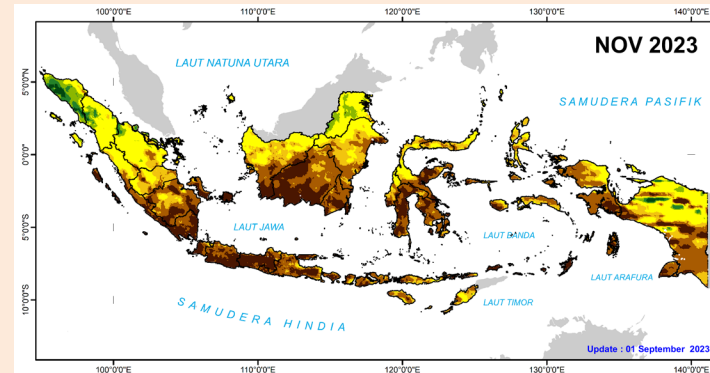 100°0'0"E 110°0'0"E 120°0'0"E 130°0'0"E 140°0'0"E
NOV 2023
LAUT NATUNA UTARA
SAMUDERA PASIFIK
5°0'0"N
0°0'0"
5°0'0"S
10°0'0"S
LAUT JAWA
LAUT BANDA
LAUT ARAFURA
LAUT TIMOR
SAMUDERA HINDIA
Update : 01 September 2023
100°0'0"E 110°0'0"E 120°0'0"E 130°0'0"E 140°0'0"E